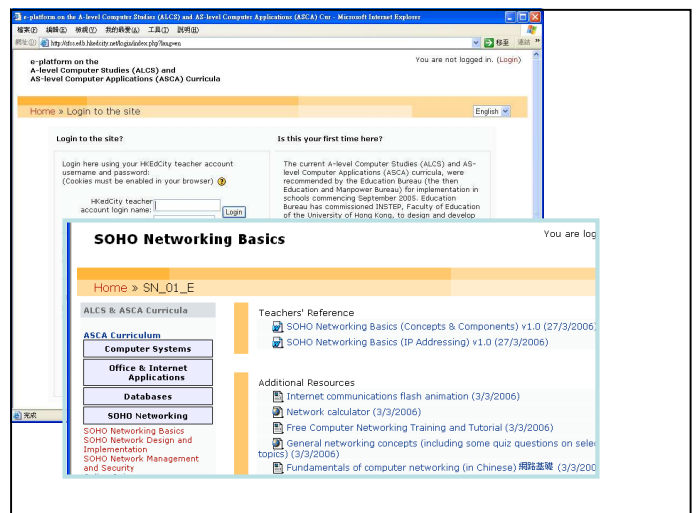 e-platform on the A-level Computer Studies (ALCS) and AS-level Computer Applications (ASCA) Cur - Microsoft Internet Explorer
檔案(F) 編輯(E) 檢視(V) 我的最愛(A) 工具(T) 說明(H)
網址(D) http://stos.edb.hkedcity.net/login/index.php?lang=en 移至 連結 »
e-platform on the
A-level Computer Studies (ALCS) and
AS-level Computer Applications (ASCA) Curricula
You are not logged in. (Login)
Home » Login to the site
English
Login to the site?
Login here using your HKEdCity teacher account
username and password:
(Cookies must be enabled in your browser) ?
HKedCity teacher
account login name:
Login
Is this your first time here?
The current A-level Computer Studies (ALCS) and AS-
level Computer Applications (ASCA) curricula, were
recommended by the Education Bureau (the then
Education and Manpower Bureau) for implementation in
schools commencing September 2005. Education
Bureau has commissioned INSTEP, Faculty of Education
of the University of Hong Kong, to design and develop
完成
SOHO Networking Basics
You are log
Home » SN_01_E
ALCS & ASCA Curricula
ASCA Curriculum
Computer Systems
Office & Internet
Applications
Databases
SOHO Networking
SOHO Networking Basics
SOHO Network Design and
Implementation
SOHO Network Management
and Security
Teachers' Reference
SOHO Networking Basics (Concepts & Components) v1.0 (27/3/2006)
SOHO Networking Basics (IP Addressing) v1.0 (27/3/2006)
Additional Resources
Internet communications flash animation (3/3/2006)
Network calculator (3/3/2006)
Free Computer Networking Training and Tutorial (3/3/2006)
General networking concepts (including some quiz questions on sele
topics) (3/3/2006)
Fundamentals of computer networking (in Chinese) 網路基礎 (3/3/200